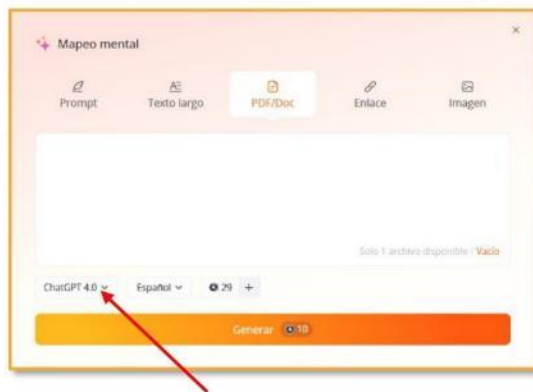 Mapeo mental
Prompt
Texto largo
PDF/Doc
Enlace
Imagen
Solo 1 archivo disponible | Vacío
ChatGPT 4.0
Español
29 +
Generar 10